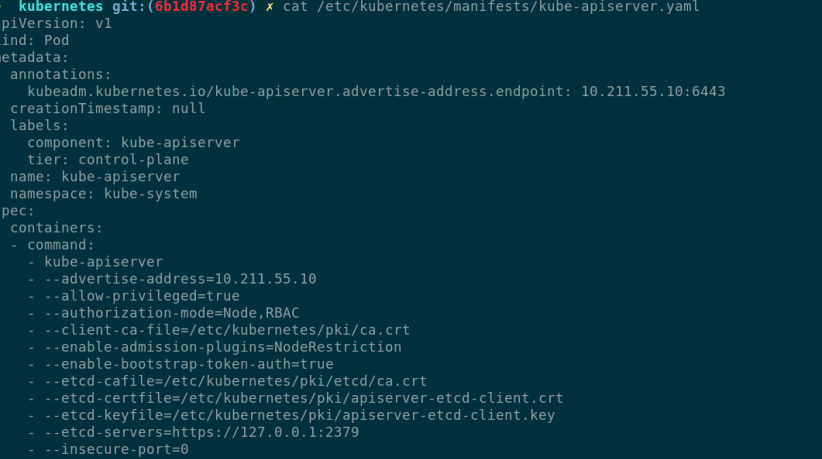 kubernetes git:(6b1d87acf3c) ✗ cat /etc/kubernetes/manifests/kube-apiserver.yaml
piVersion: v1
ind: Pod
etadata:
annotations:
kubeadm.kubernetes.io/kube-apiserver.advertise-address.endpoint: 10.211.55.10:6443
creationTimestamp: null
labels:
component: kube-apiserver
tier: control-plane
name: kube-apiserver
namespace: kube-system
pec:
containers:
- command:
- kube-apiserver
- --advertise-address=10.211.55.10
- --allow-privileged=true
- --authorization-mode=Node,RBAC
- --client-ca-file=/etc/kubernetes/pki/ca.crt
- --enable-admission-plugins=NodeRestriction
- --enable-bootstrap-token-auth=true
- --etcd-cafile=/etc/kubernetes/pki/etcd/ca.crt
- --etcd-certfile=/etc/kubernetes/pki/apiserver-etcd-client.crt
- --etcd-keyfile=/etc/kubernetes/pki/apiserver-etcd-client.key
- --etcd-servers=https://127.0.0.1:2379
- --insecure-port=0